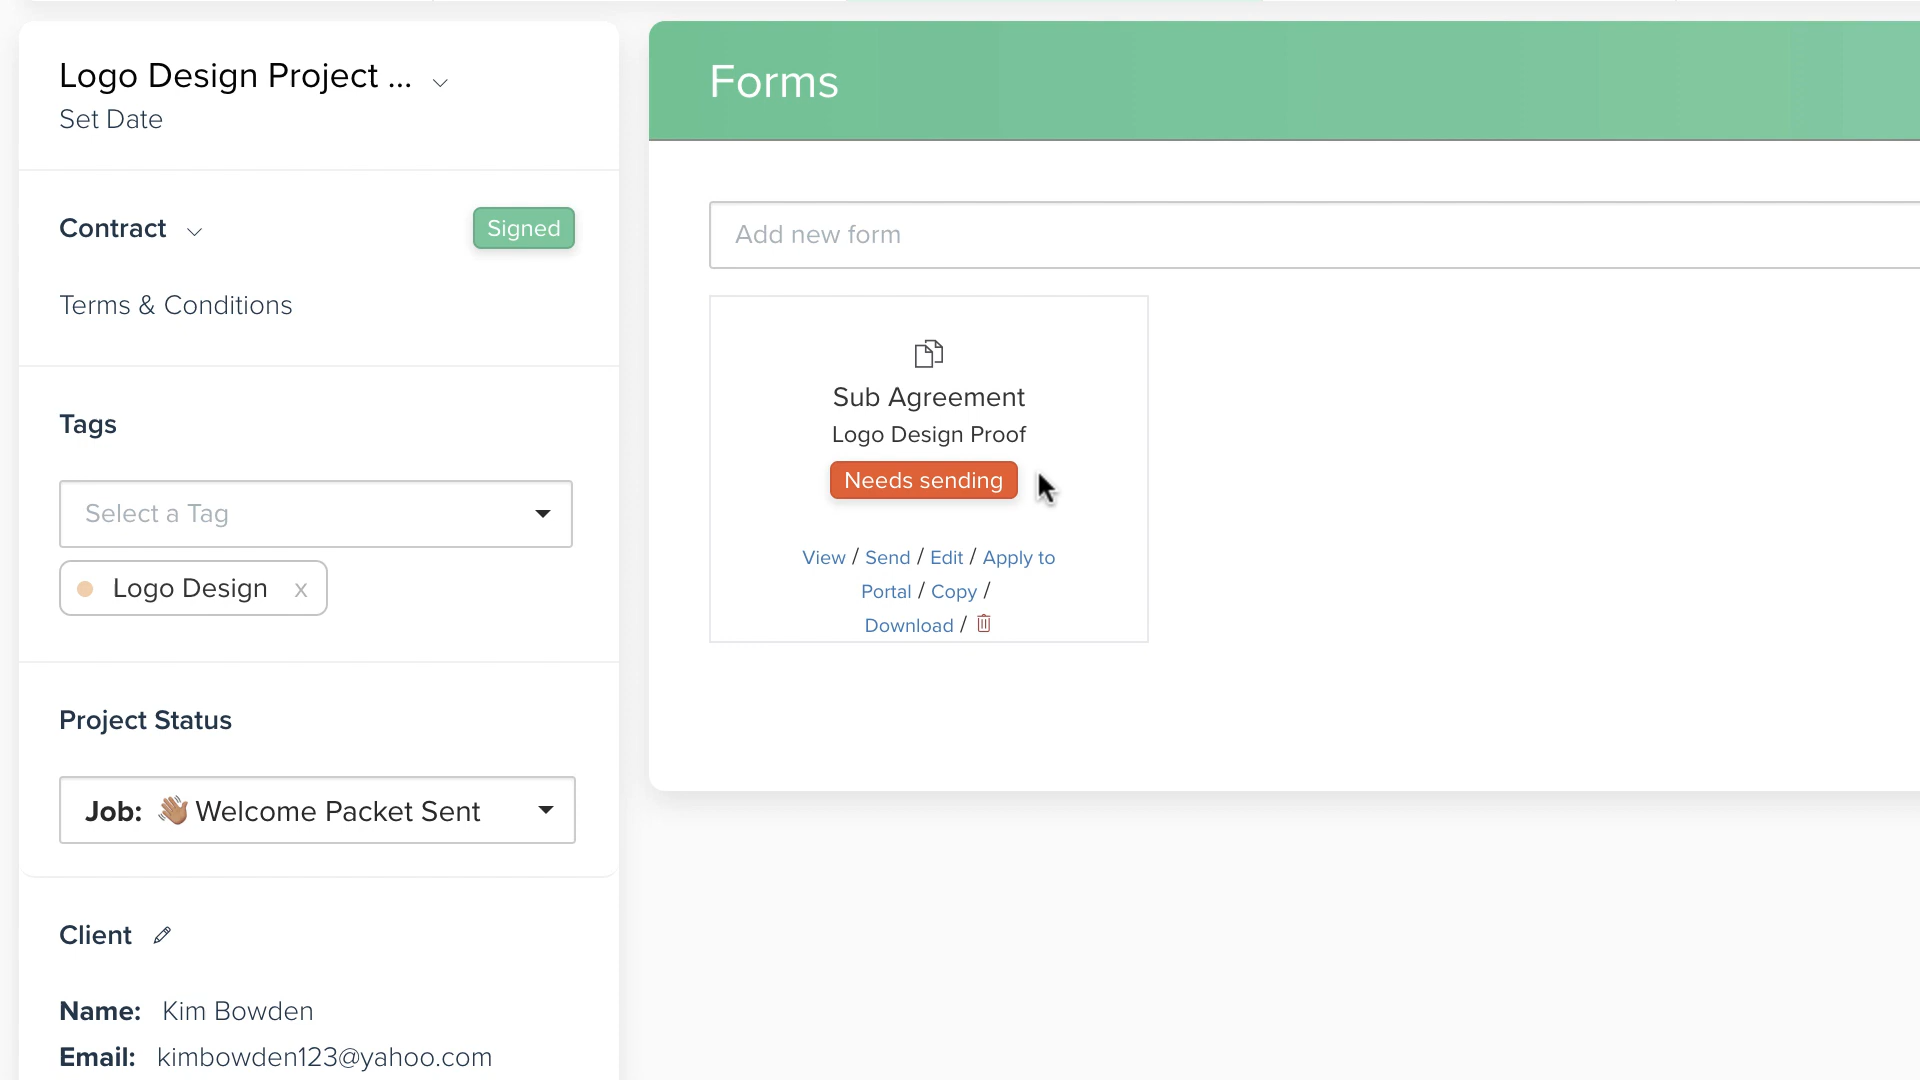 Logo Design Project ...
Set Date
Contract
Signed
Terms & Conditions
Tags
Select a Tag
Logo Design x
Project Status
Job: 👋🏽 Welcome Packet Sent
Client
Name: Kim Bowden
Email: kimbowden123@yahoo.com
Forms
Add new form
Sub Agreement
Logo Design Proof
Needs sending
View / Send / Edit / Apply to
Portal / Copy /
Download /